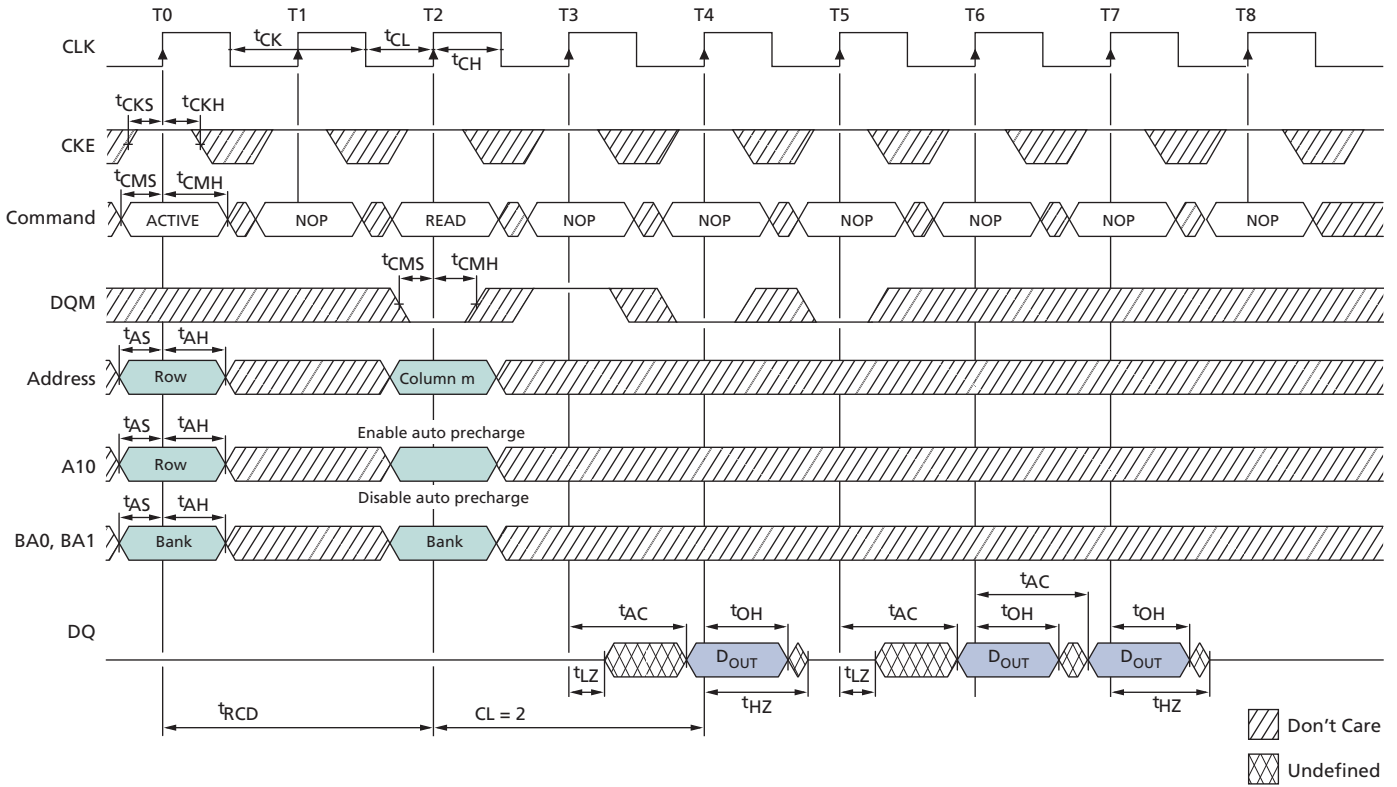 T0 T1 T2 T3 T4 T5 T6 T7 T8
CLK
tCK tCL
tCH
tCKS tCKH
CKE
tCMS tCMH
Command ACTIVE NOP READ NOP NOP NOP NOP NOP NOP
tCMS tCMH
DQM
tAS tAH
Address Row Column m
tAS tAH Enable auto precharge
A10 Row
tAS tAH Disable auto precharge
BA0, BA1 Bank Bank
tAC
tAC tOH tAC tOH tOH
DQ
DOUT DOUT DOUT
tLZ tHZ tLZ tHZ
tRCD CL = 2
Don't Care
Undefined